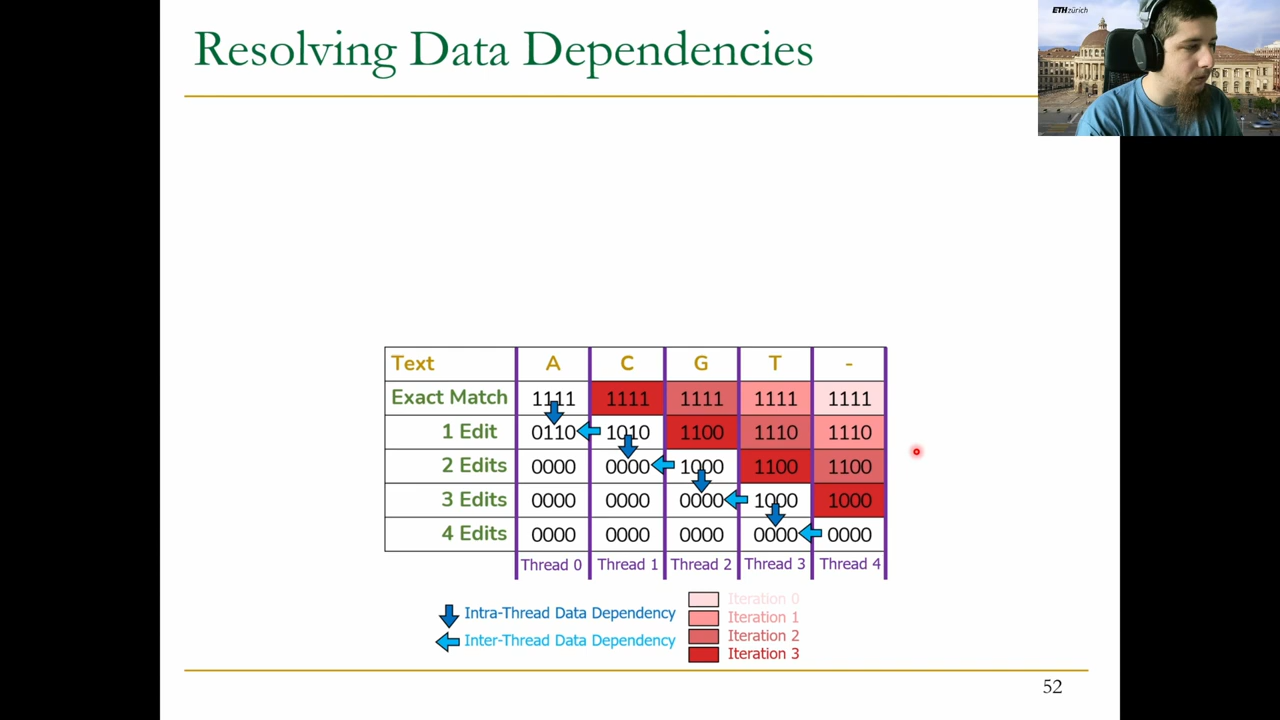 ETH zürich
Resolving Data Dependencies
Text A C G T -
Exact Match 1111 1111 1111 1111 1111
1 Edit 0110 1010 1100 1110 1110
2 Edits 0000 0000 1000 1100 1100
3 Edits 0000 0000 0000 1000 1000
4 Edits 0000 0000 0000 0000 0000
Thread 0 Thread 1 Thread 2 Thread 3 Thread 4
Intra-Thread Data Dependency
Inter-Thread Data Dependency
Iteration 0
Iteration 1
Iteration 2
Iteration 3
52